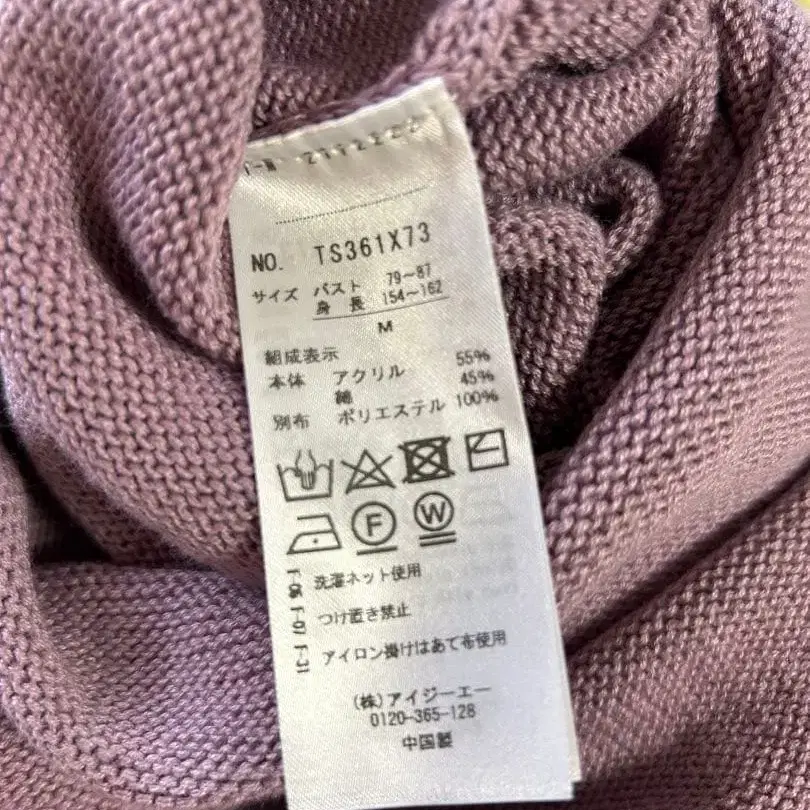 NO. TS361X73
サイズ バスト 79~87
身長 154~162
M
組成表示
本体 アクリル 55%
綿 45%
別布 ポリエステル 100%
F W
洗濯ネット使用
つけ置き禁止
アイロン掛けはあて布使用
(株)アイジーエー
0120-365-128
中国製